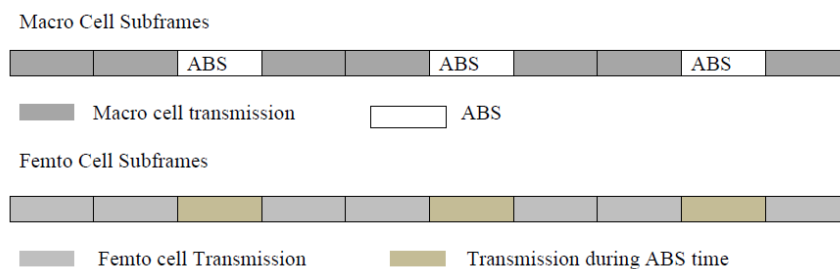 Macro Cell Subframes
ABS ABS ABS
Macro cell transmission ABS
Femto Cell Subframes
Femto cell Transmission Transmission during ABS time